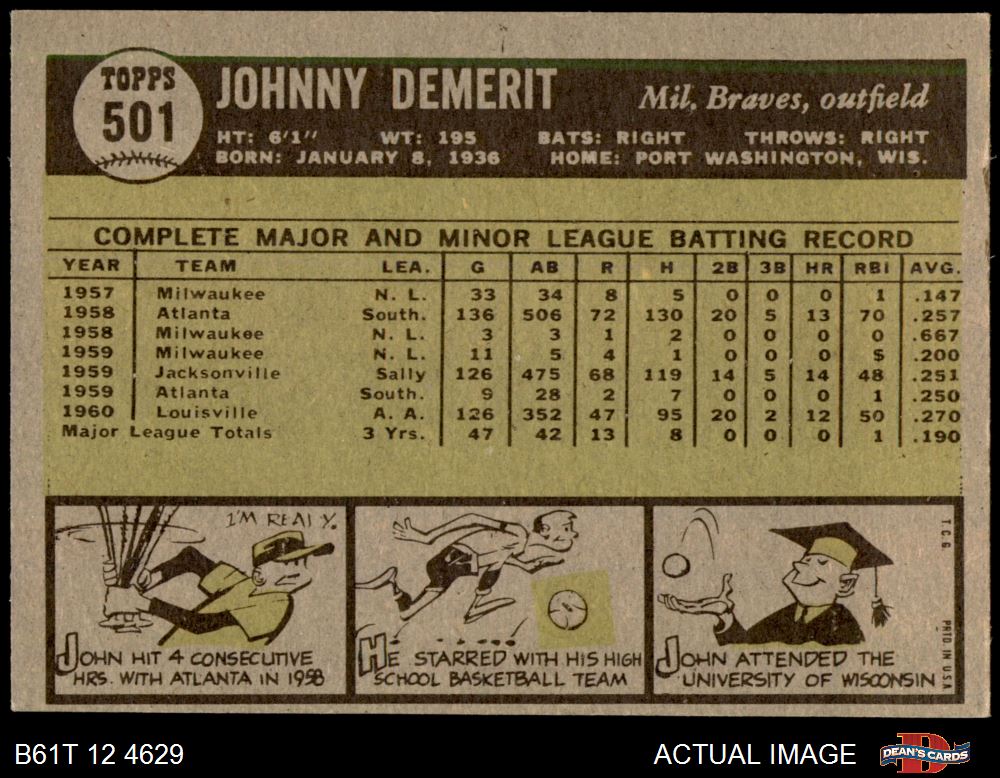 TOPPS
501
JOHNNY DEMERIT
Mil. Braves, outfield
HT: 6'1" WT: 195 BATS: RIGHT THROWS: RIGHT
BORN: JANUARY 8, 1936 HOME: PORT WASHINGTON, WIS.
COMPLETE MAJOR AND MINOR LEAGUE BATTING RECORD
YEAR TEAM LEA. G AB R H 2B 3B HR RBI AVG.
1957 Milwaukee N. L. 33 34 8 5 0 0 0 1 .147
1958 Atlanta South. 136 506 72 130 20 5 13 70 .257
1958 Milwaukee N. L. 3 3 1 2 0 0 0 0 .667
1959 Milwaukee N. L. 11 5 4 1 0 0 0 $ .200
1959 Jacksonville Sally 126 475 68 119 14 5 14 48 .251
1959 Atlanta South. 9 28 2 7 0 0 0 1 .250
1960 Louisville A. A. 126 352 47 95 20 2 12 50 .270
Major League Totals 3 Yrs. 47 42 13 8 0 0 0 1 .190
I'M READY.
JOHN HIT 4 CONSECUTIVE
HRS. WITH ATLANTA IN 1958
HE STARRED WITH HIS HIGH
SCHOOL BASKETBALL TEAM
JOHN ATTENDED THE
UNIVERSITY OF WISCONSIN
T.C.G.
PRTD. IN U.S.A.
B61T 12 4629
ACTUAL IMAGE
D
DEAN'S CARDS